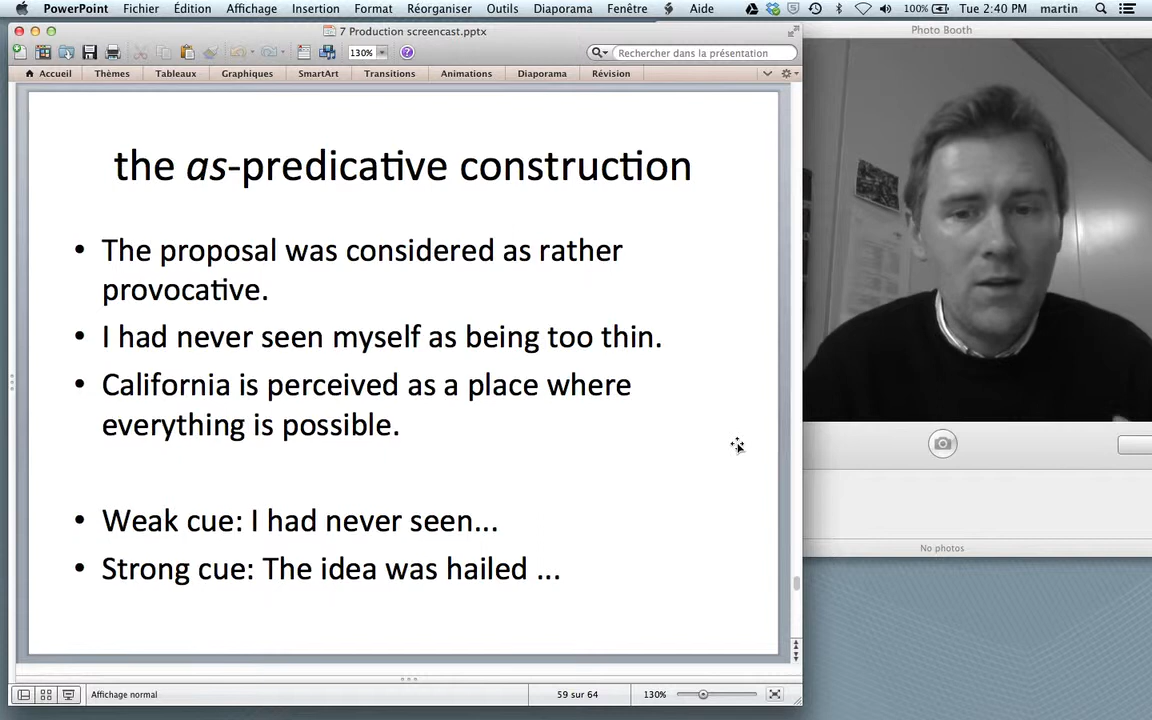 PowerPoint Fichier Édition Affichage Insertion Format Réorganiser Outils Diaporama Fenêtre Aide 100% Tue 2:40 PM martin
Photo Booth
7 Production screencast.pptx
130% Rechercher dans la présentation
Accueil Thèmes Tableaux Graphiques SmartArt Transitions Animations Diaporama Révision
the as-predicative construction
• The proposal was considered as rather
provocative.
• I had never seen myself as being too thin.
• California is perceived as a place where
everything is possible.
• Weak cue: I had never seen...
• Strong cue: The idea was hailed ...
No photos
Affichage normal 59 sur 64 130%